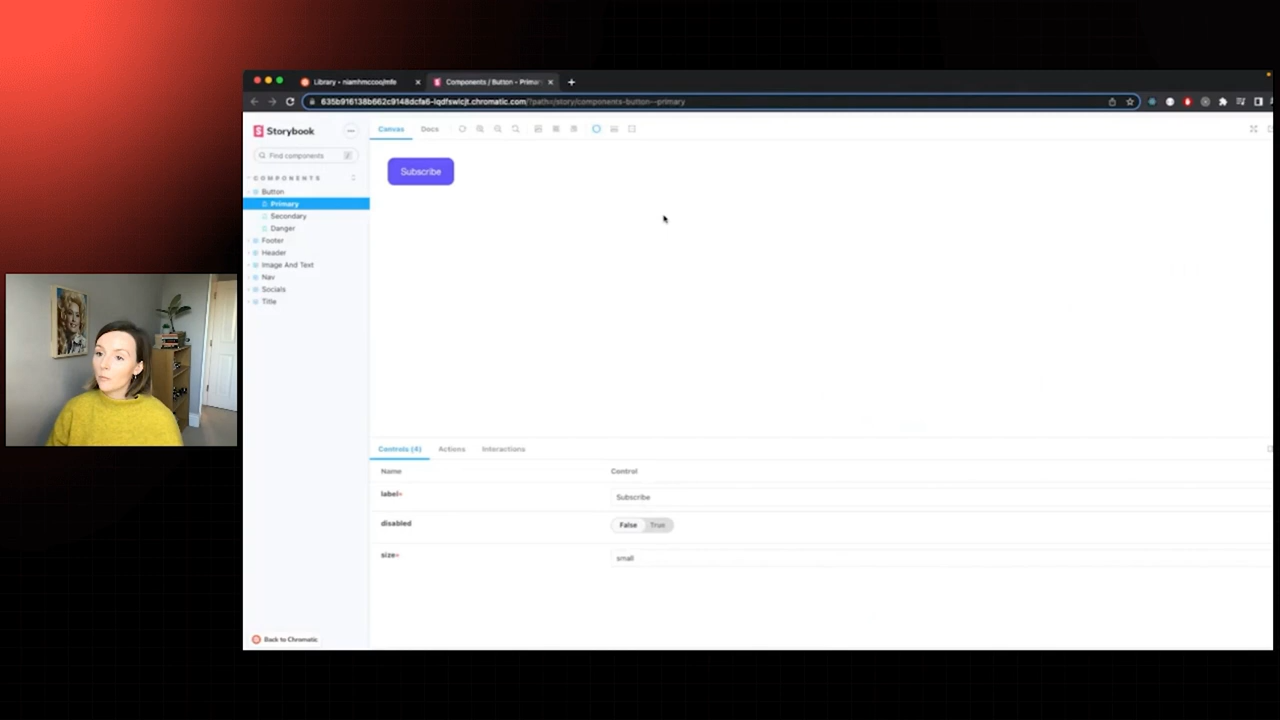 Library • niamhmccoo/mfe
Components / Button - Primary
635b916138b662c9148dcfa6-lqdfswicjt.chromatic.com/?path=/story/components-button--primary
Storybook
Canvas
Docs
Find components
/
COMPONENTS
Subscribe
Button
Primary
Secondary
Danger
Footer
Header
Image And Text
Nav
Socials
Title
Controls (4)
Actions
Interactions
Name
Control
label*
Subscribe
disabled
False
True
size*
small
Back to Chromatic